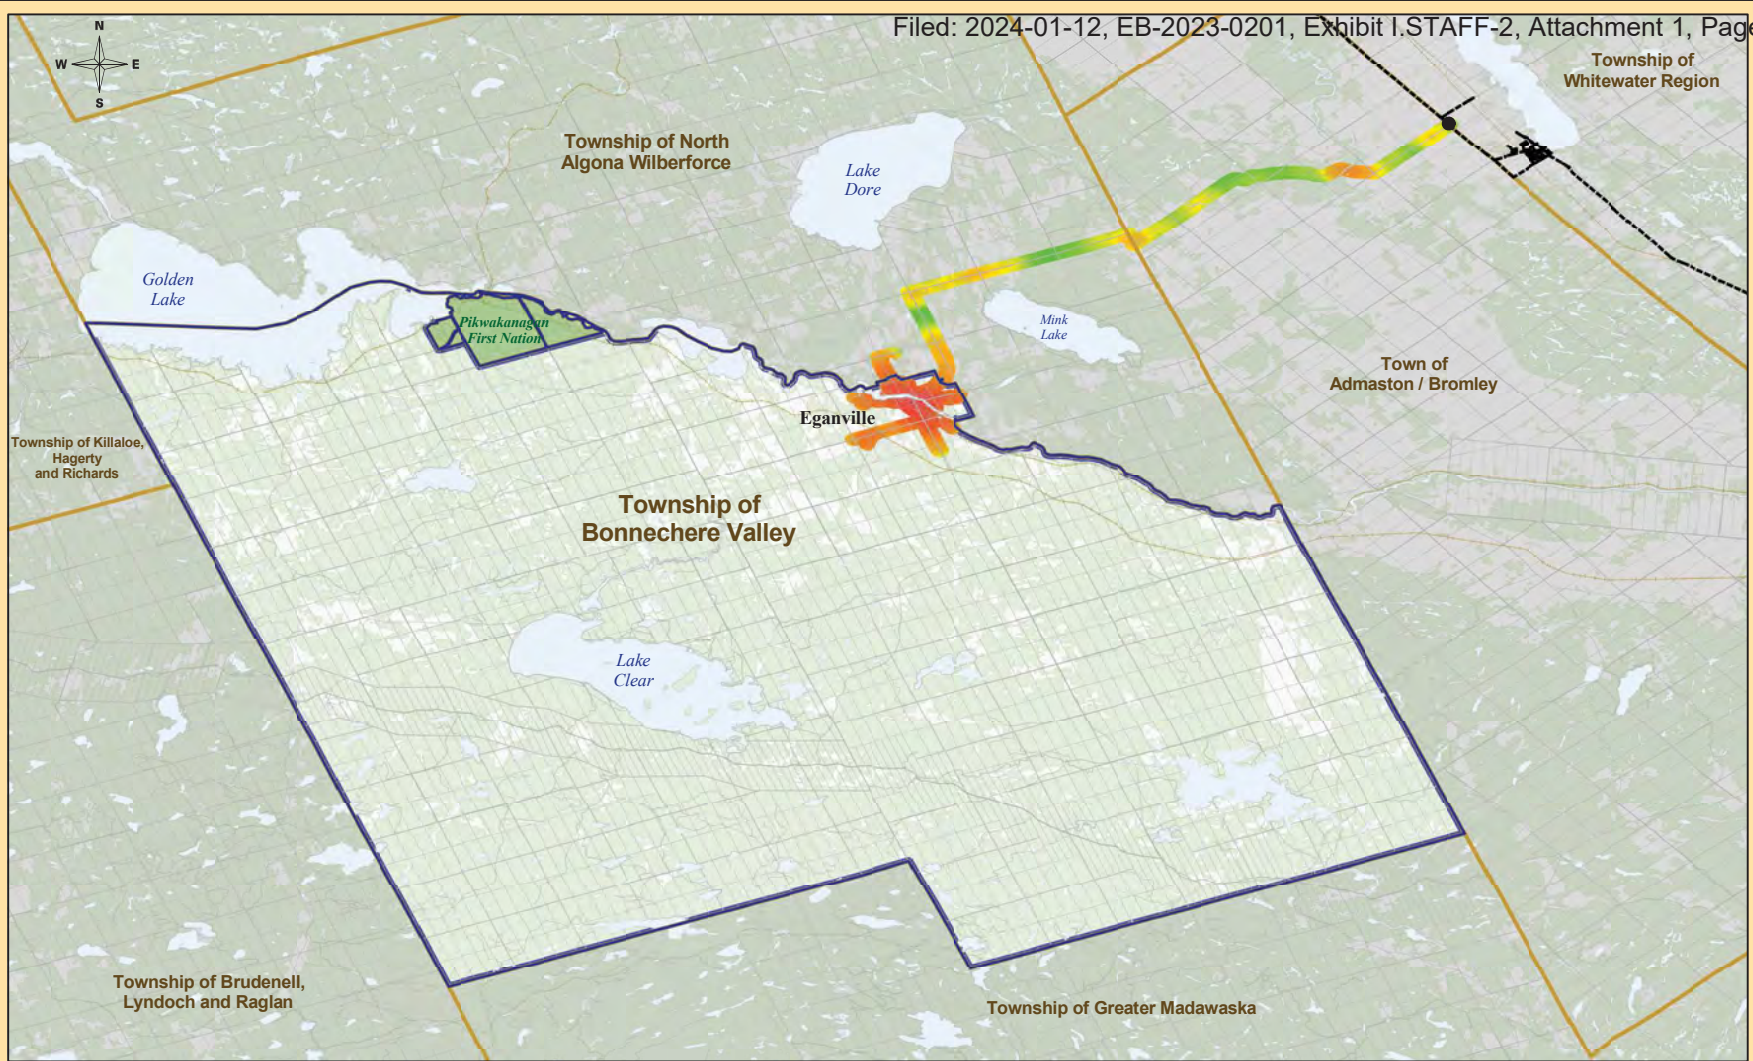 Filed: 2024-01-12, EB-2023-0201, Exhibit I.STAFF-2, Attachment 1, Page
N
W
E
S
Township of
Whitewater Region
Township of North
Algona Wilberforce
Lake
Dore
Golden
Lake
Pikwakanagan
First Nation
Mink
Lake
Town of
Admaston / Bromley
Eganville
Township of Killaloe,
Hagerty
and Richards
Township of
Bonnechere Valley
Lake
Clear
Township of Brudenell,
Lyndoch and Raglan
Township of Greater Madawaska